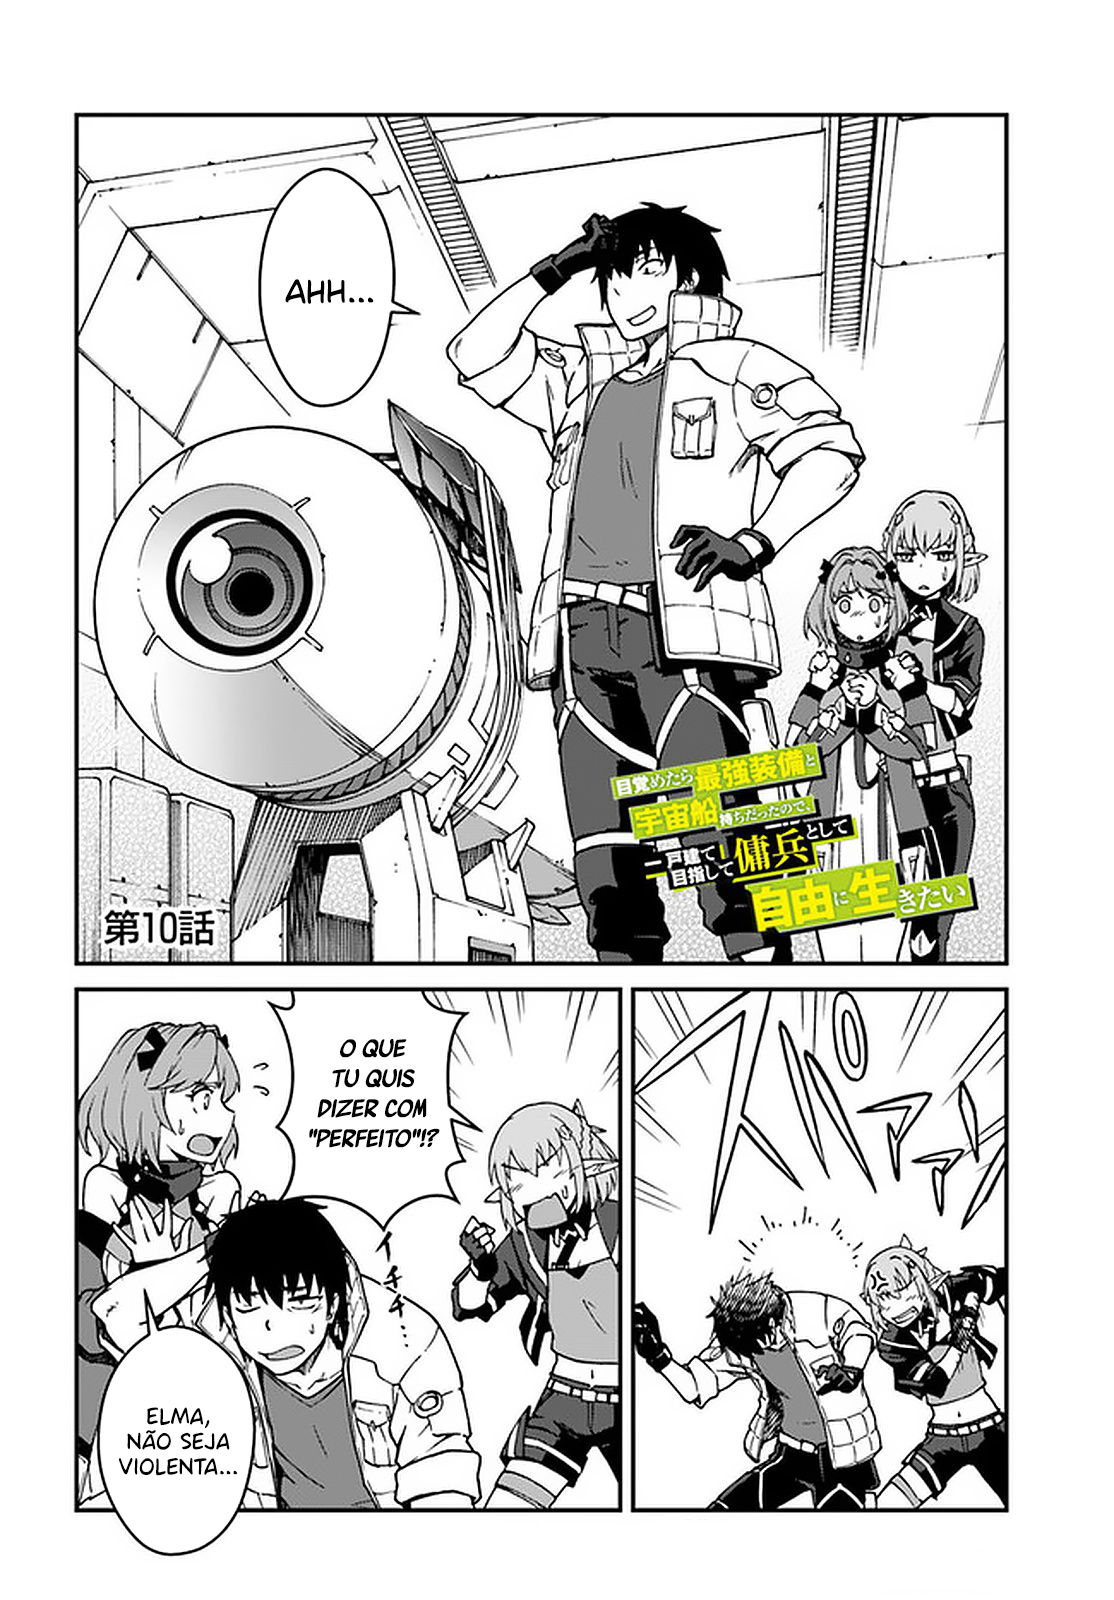 AHH...
目覚めたら最強装備と
宇宙船持ちだったので、
一戸建て
目指して傭兵として
自由に生きたい
第10話
スパァァン
O QUE
TU QUIS
DIZER COM
"PERFEITO"!?
イチチチ...
ELMA,
NÃO SEJA
VIOLENTA...